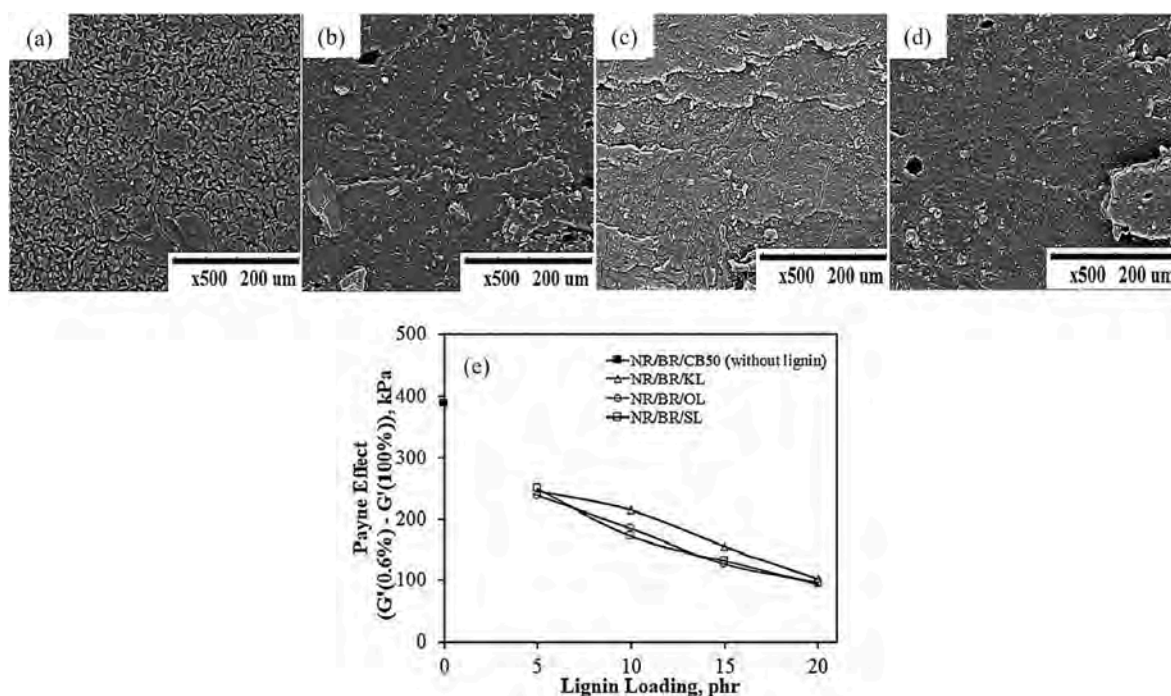 (a)
(b)
(c)
(d)
x500 200 um
x500 200 um
x500 200 um
x500 200 um
(e)
NR/BR/CB50 (without lignin)
NR/BR/KL
NR/BR/OL
NR/BR/SL
500
400
300
200
100
0
Payne Effect
(G'(0.6%) - G'(100%)), kPa
0 5 10 15 20
Lignin Loading, phr